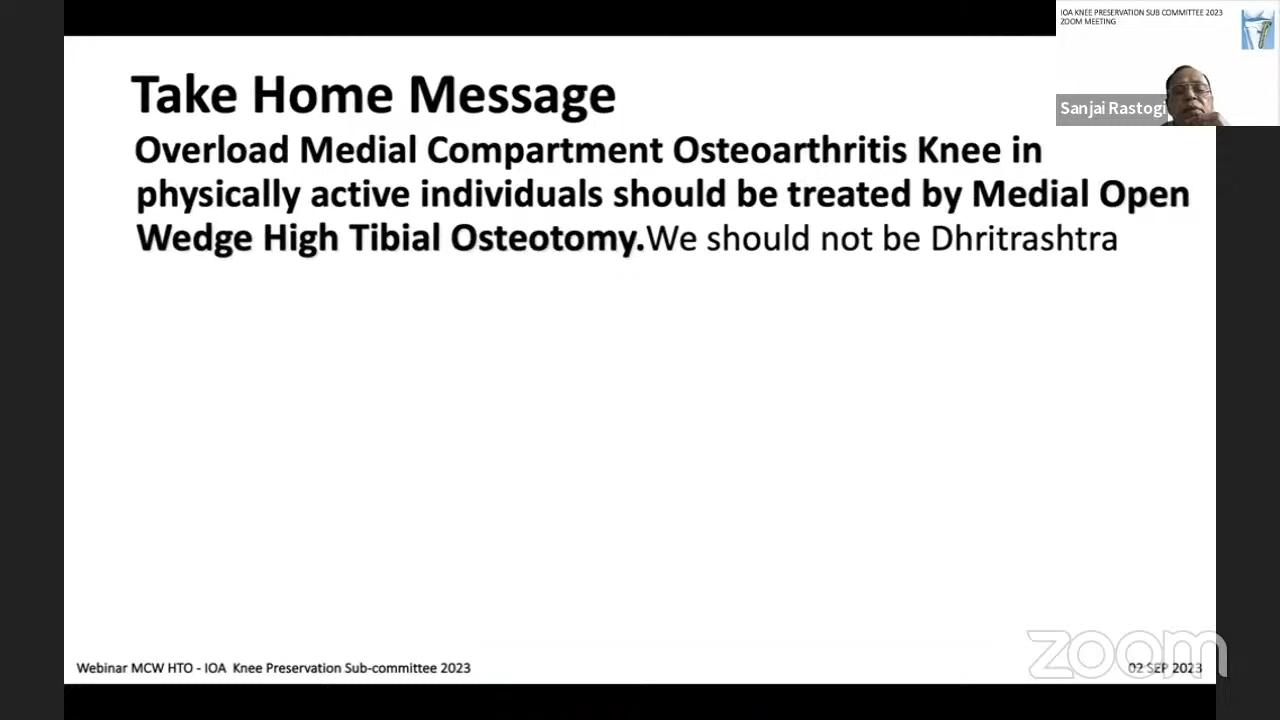 IOA KNEE PRESERVATION SUB COMMITTEE 2023
ZOOM MEETING
Sanjai Rastogi
Take Home Message
Overload Medial Compartment Osteoarthritis Knee in
physically active individuals should be treated by Medial Open
Wedge High Tibial Osteotomy.We should not be Dhritrashtra
Webinar MCW HTO - IOA Knee Preservation Sub-committee 2023
02 SEP 2023
zoom